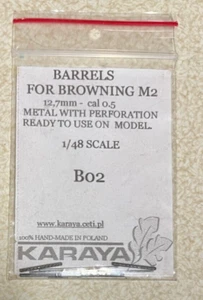 BARRELS
FOR BROWNING M2
12,7mm - cal 0.5
METAL WITH PERFORATION
READY TO USE ON MODEL.
1/48 SCALE
B02
www.karaya.ceti.pl
100% HAND-MADE IN POLAND
KARAYA